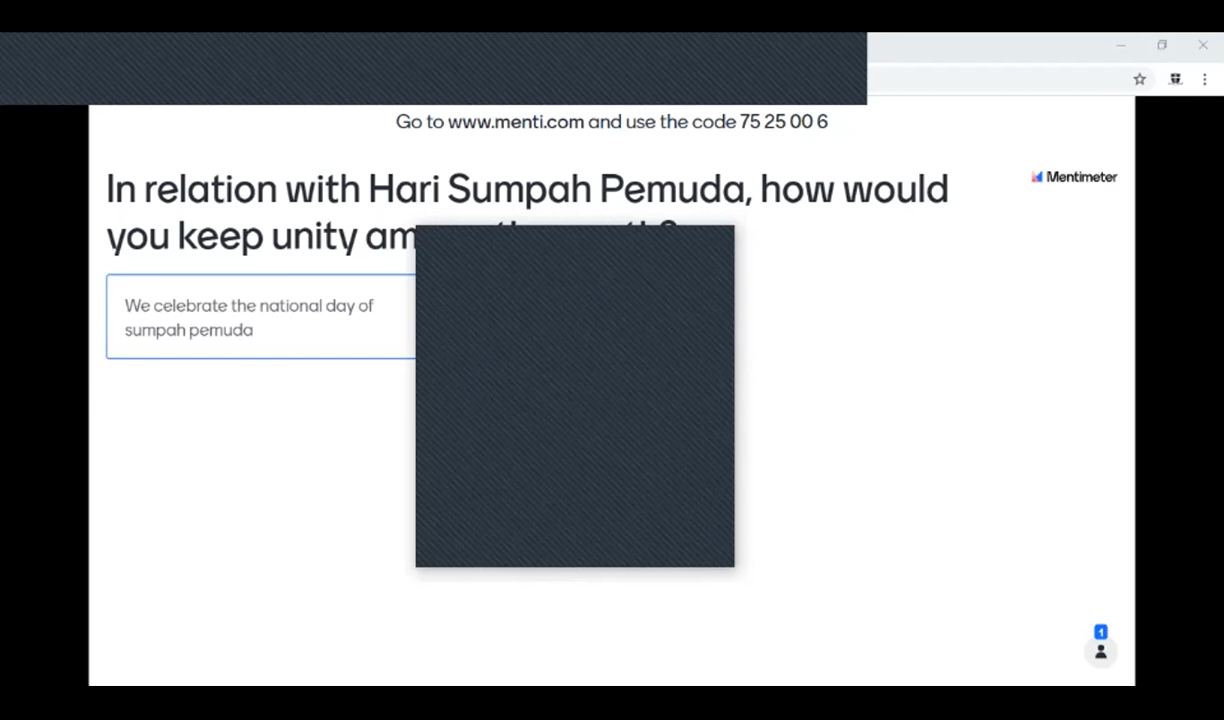 Go to www.menti.com and use the code 75 25 00 6
In relation with Hari Sumpah Pemuda, how would
Mentimeter
you keep unity
We celebrate the national day of
sumpah pemuda
1